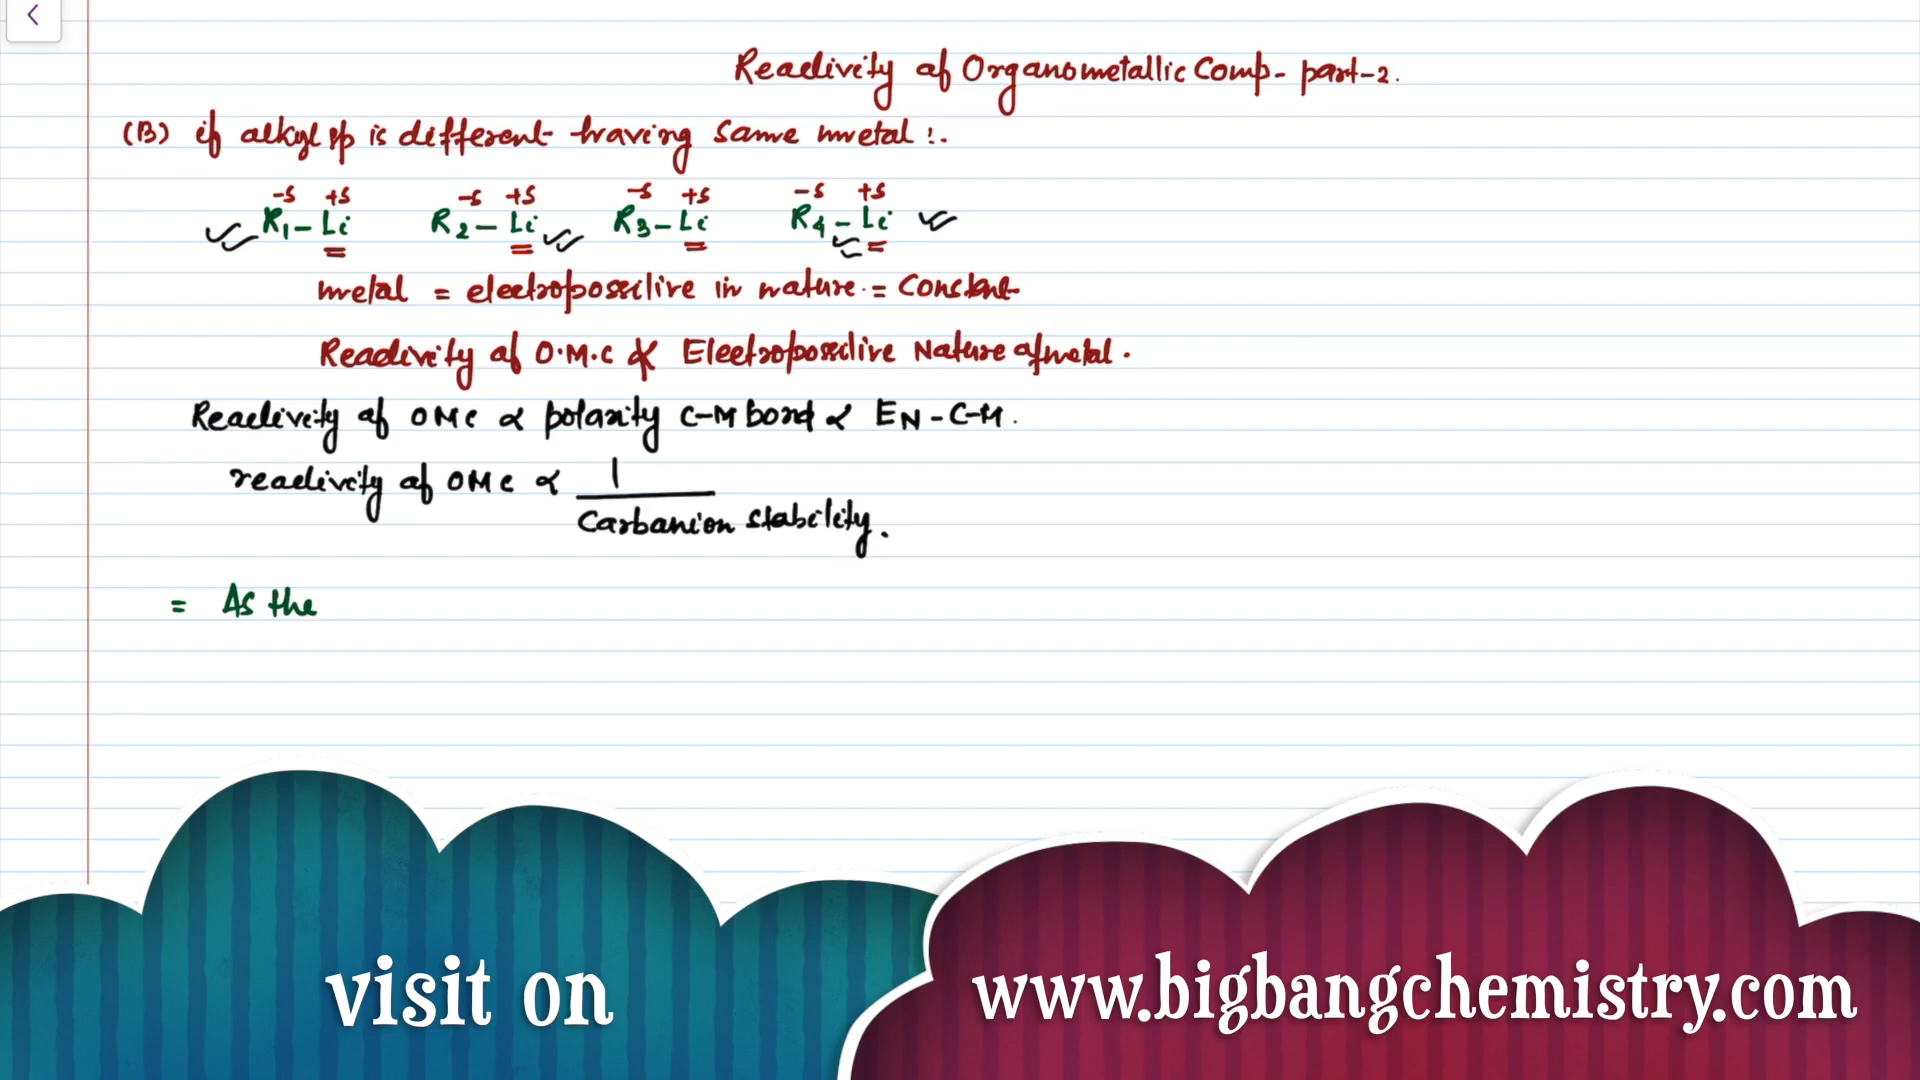 Reactivity of Organometallic Comp- part-2.
(B) if alkyl gp is different having same metal :-
-δ +δ -δ +δ -δ +δ -δ +δ
R1-Li R2-Li R3-Li R4-Li
metal = electropositive in nature = Constant
Reactivity of O.M.C ∝ Electropositive Nature of metal.
Reactivity of OMC ∝ polarity C-M bond ∝ EN-C-M.
reactivity of OMC ∝ 1
Carbanion stability.
= As the
visit on
www.bigbangchemistry.com